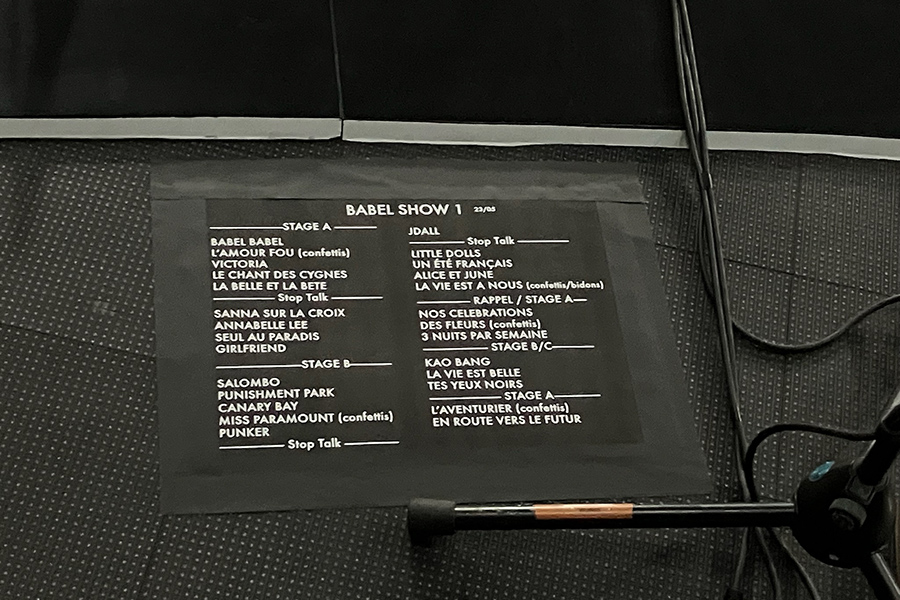 BABEL SHOW 1 23/05
STAGE A
BABEL BABEL
L'AMOUR FOU (confettis)
VICTORIA
LE CHANT DES CYGNES
LA BELLE ET LA BETE
Stop Talk
SANNA SUR LA CROIX
ANNABELLE LEE
SEUL AU PARADIS
GIRLFRIEND
STAGE B
SALOMBO
PUNISHMENT PARK
CANARY BAY
MISS PARAMOUNT (confettis)
PUNKER
Stop Talk
JDALL
Stop Talk
LITTLE DOLLS
UN ÉTÉ FRANÇAIS
ALICE ET JUNE
LA VIE EST A NOUS (confettis/bidons)
RAPPEL / STAGE A
NOS CELEBRATIONS
DES FLEURS (confettis)
3 NUITS PAR SEMAINE
STAGE B/C
KAO BANG
LA VIE EST BELLE
TES YEUX NOIRS
STAGE A
L'AVENTURIER (confettis)
EN ROUTE VERS LE FUTUR